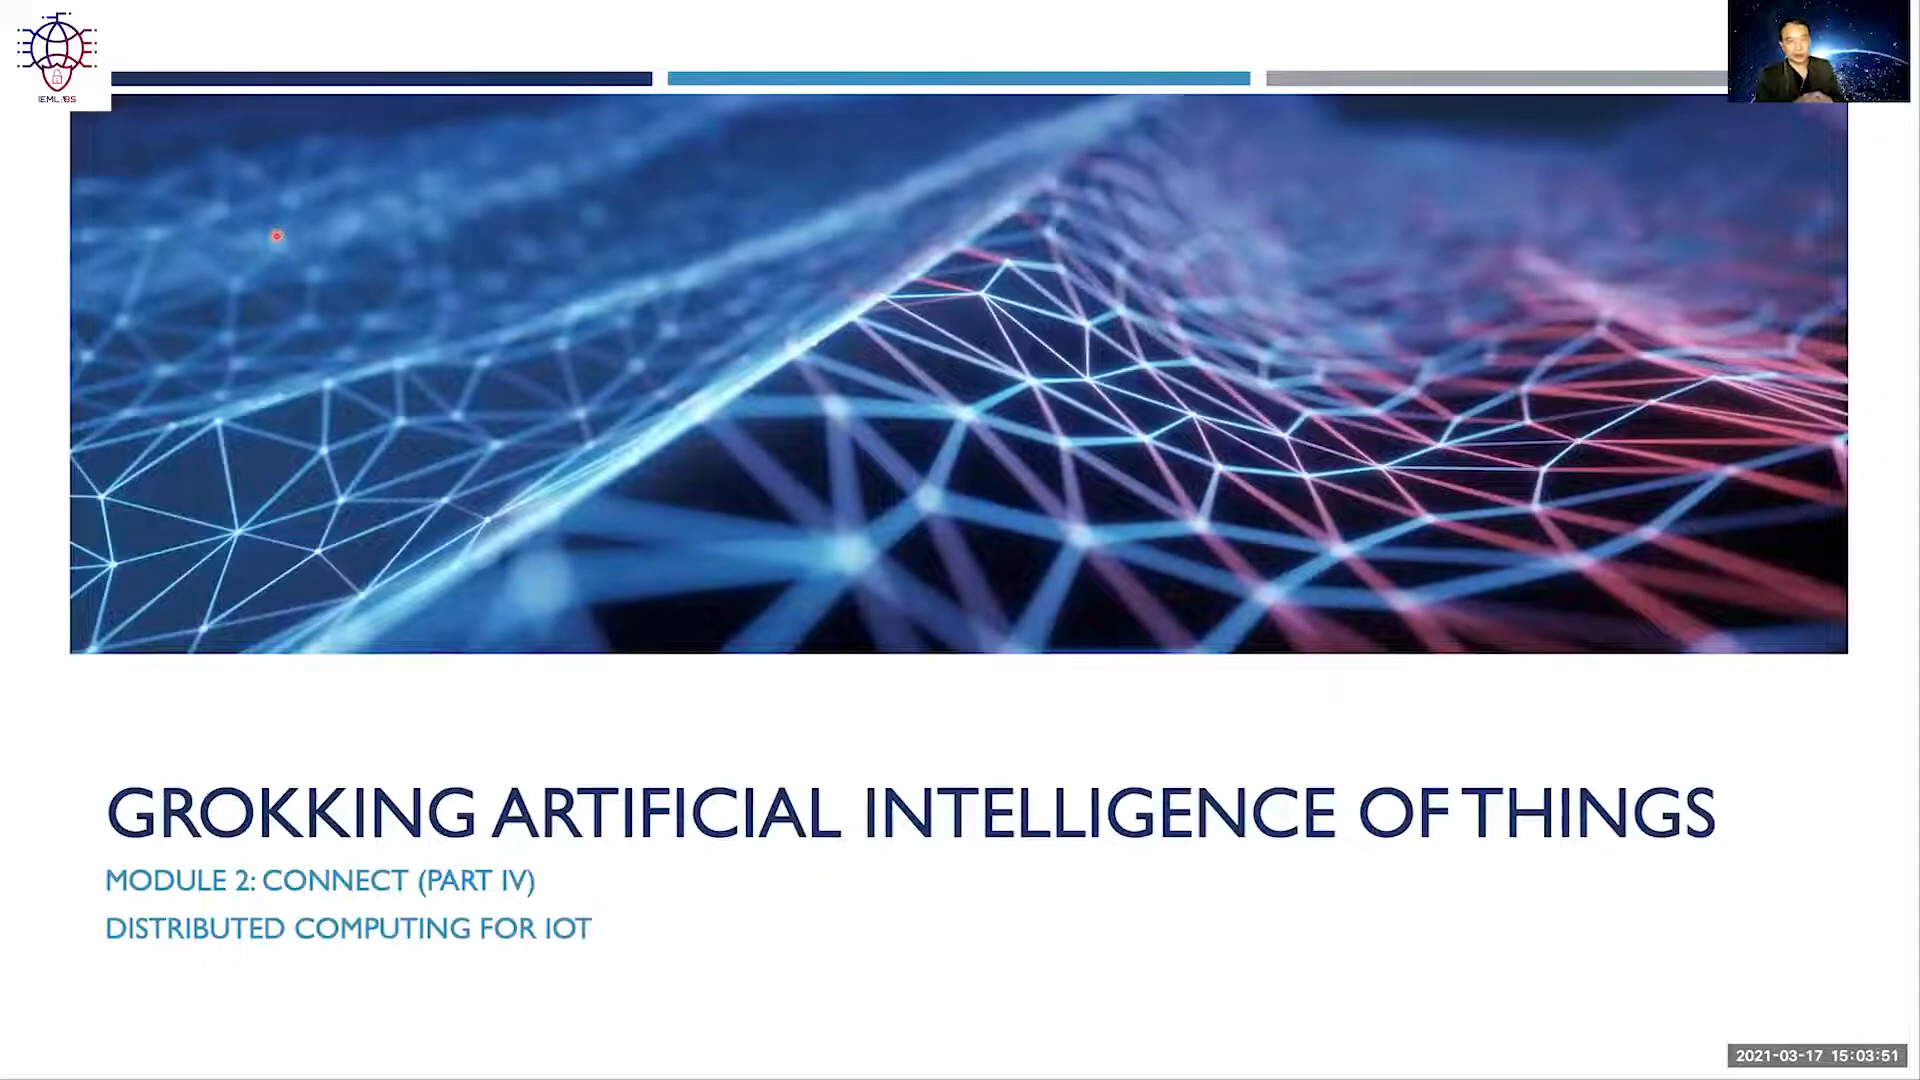 IEMLABS
GROKKING ARTIFICIAL INTELLIGENCE OF THINGS
MODULE 2: CONNECT (PART IV)
DISTRIBUTED COMPUTING FOR IOT
2021-03-17 15:03:51